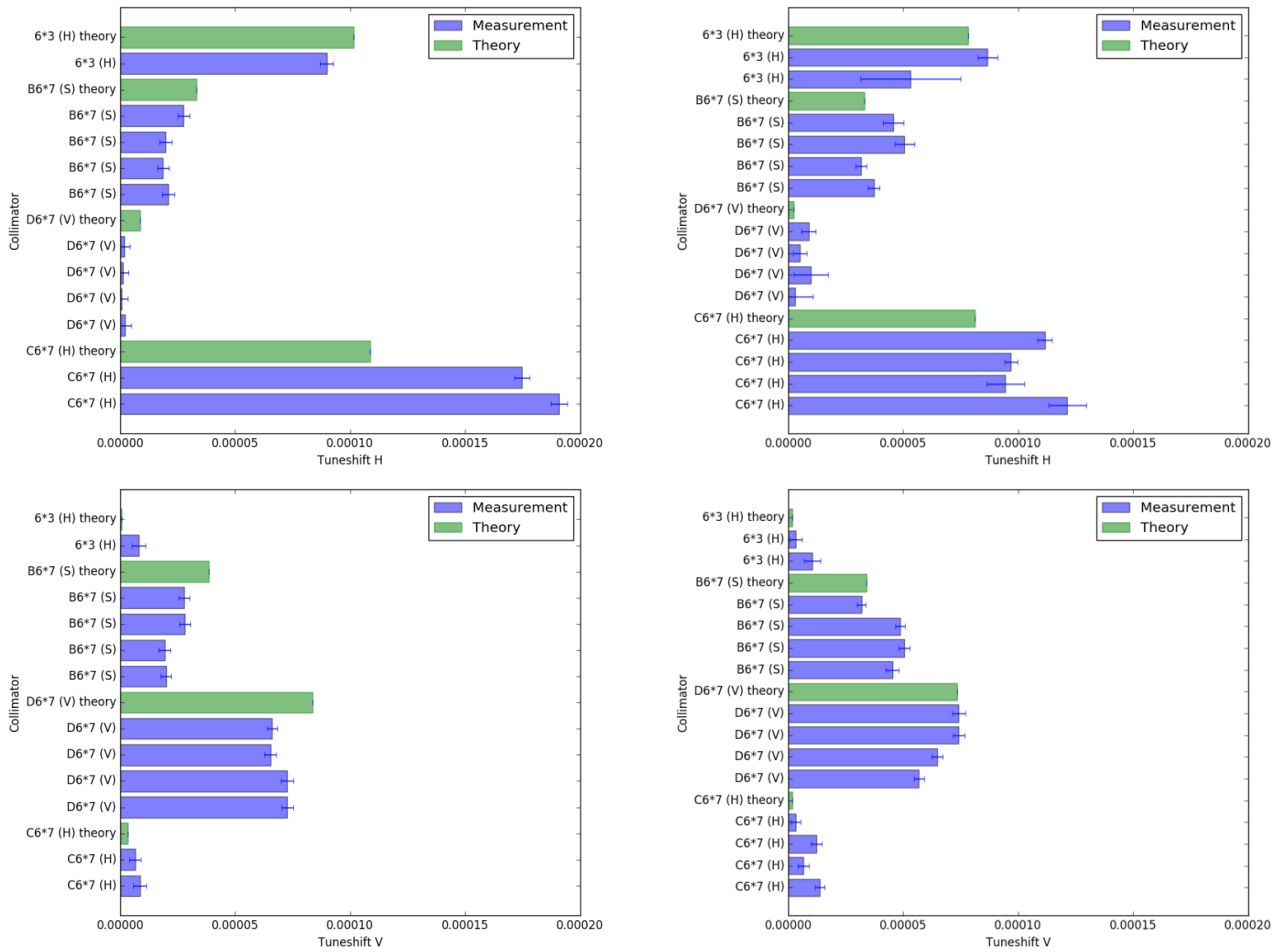 Measurement
Theory
6*3 (H) theory
6*3 (H)
B6*7 (S) theory
B6*7 (S)
B6*7 (S)
B6*7 (S)
B6*7 (S)
D6*7 (V) theory
D6*7 (V)
D6*7 (V)
D6*7 (V)
D6*7 (V)
C6*7 (H) theory
C6*7 (H)
C6*7 (H)
Collimator
0.00000 0.00005 0.00010 0.00015 0.00020
Tuneshift H
Measurement
Theory
6*3 (H) theory
6*3 (H)
6*3 (H)
B6*7 (S) theory
B6*7 (S)
B6*7 (S)
B6*7 (S)
B6*7 (S)
D6*7 (V) theory
D6*7 (V)
D6*7 (V)
D6*7 (V)
D6*7 (V)
C6*7 (H) theory
C6*7 (H)
C6*7 (H)
C6*7 (H)
C6*7 (H)
Collimator
0.00000 0.00005 0.00010 0.00015 0.00020
Tuneshift H
Measurement
Theory
6*3 (H) theory
6*3 (H)
B6*7 (S) theory
B6*7 (S)
B6*7 (S)
B6*7 (S)
B6*7 (S)
D6*7 (V) theory
D6*7 (V)
D6*7 (V)
D6*7 (V)
D6*7 (V)
C6*7 (H) theory
C6*7 (H)
C6*7 (H)
Collimator
0.00000 0.00005 0.00010 0.00015 0.00020
Tuneshift V
Measurement
Theory
6*3 (H) theory
6*3 (H)
6*3 (H)
B6*7 (S) theory
B6*7 (S)
B6*7 (S)
B6*7 (S)
B6*7 (S)
D6*7 (V) theory
D6*7 (V)
D6*7 (V)
D6*7 (V)
D6*7 (V)
C6*7 (H) theory
C6*7 (H)
C6*7 (H)
C6*7 (H)
C6*7 (H)
Collimator
0.00000 0.00005 0.00010 0.00015 0.00020
Tuneshift V